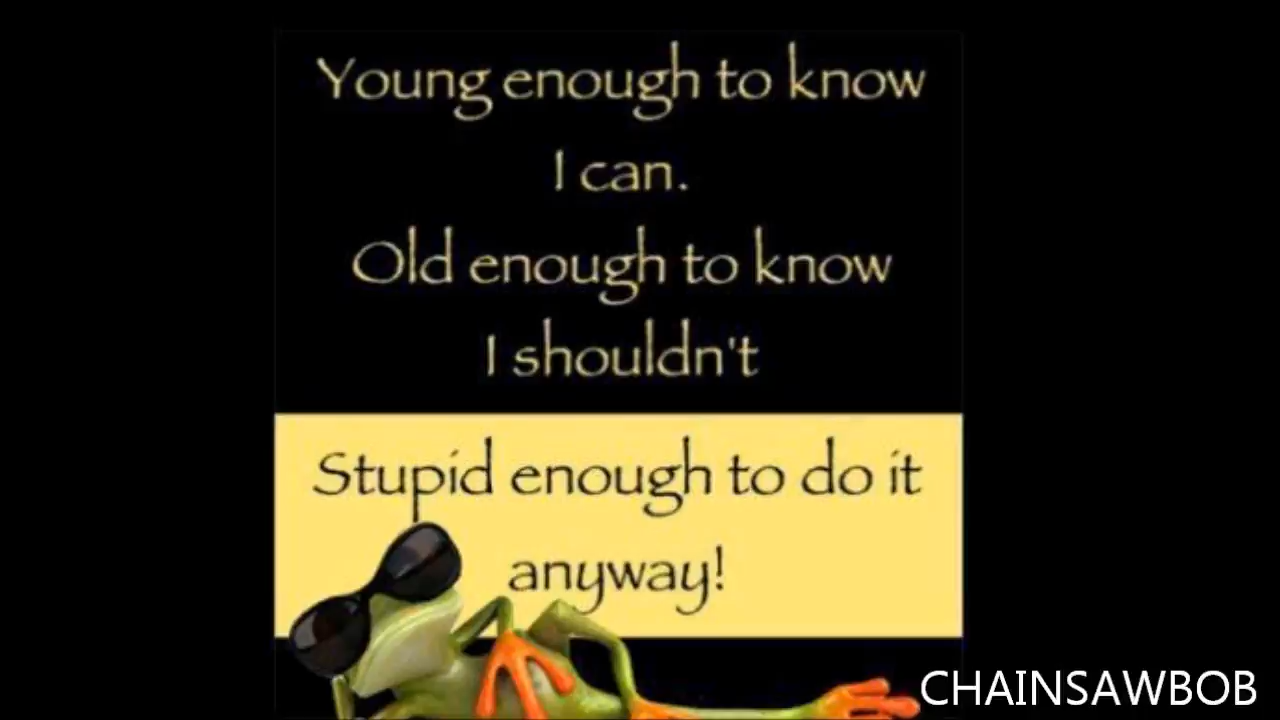 Young enough to know
I can.
Old enough to know
I shouldn't
Stupid enough to do it
anyway!
CHAINSAWBOB